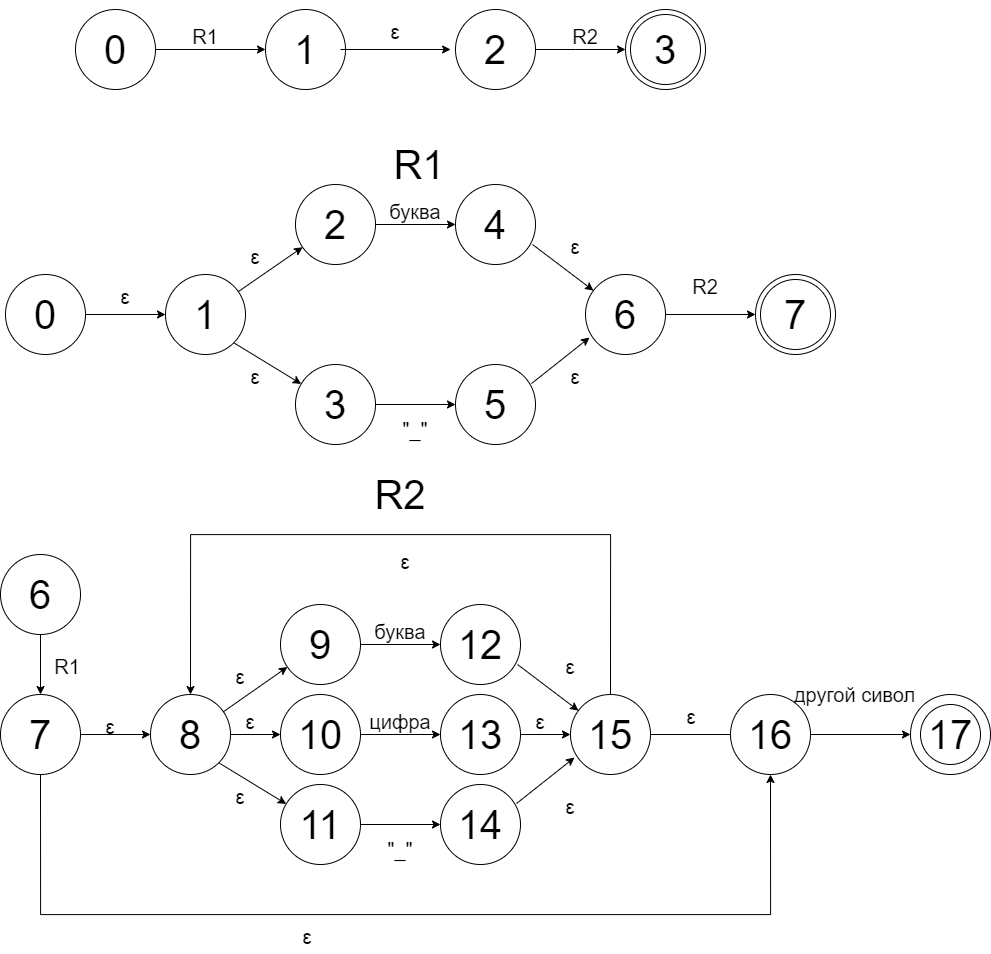 0 R1 1 ε 2 R2 3
R1
2 буква 4
ε ε
0 ε 1 6 R2 7
ε ε
3 "_" 5
R2
ε
6
R1
9 буква 12
ε ε
7 ε 8 ε 10 цифра 13 ε 15 ε 16 другой сивол 17
ε ε
11 "_" 14
ε